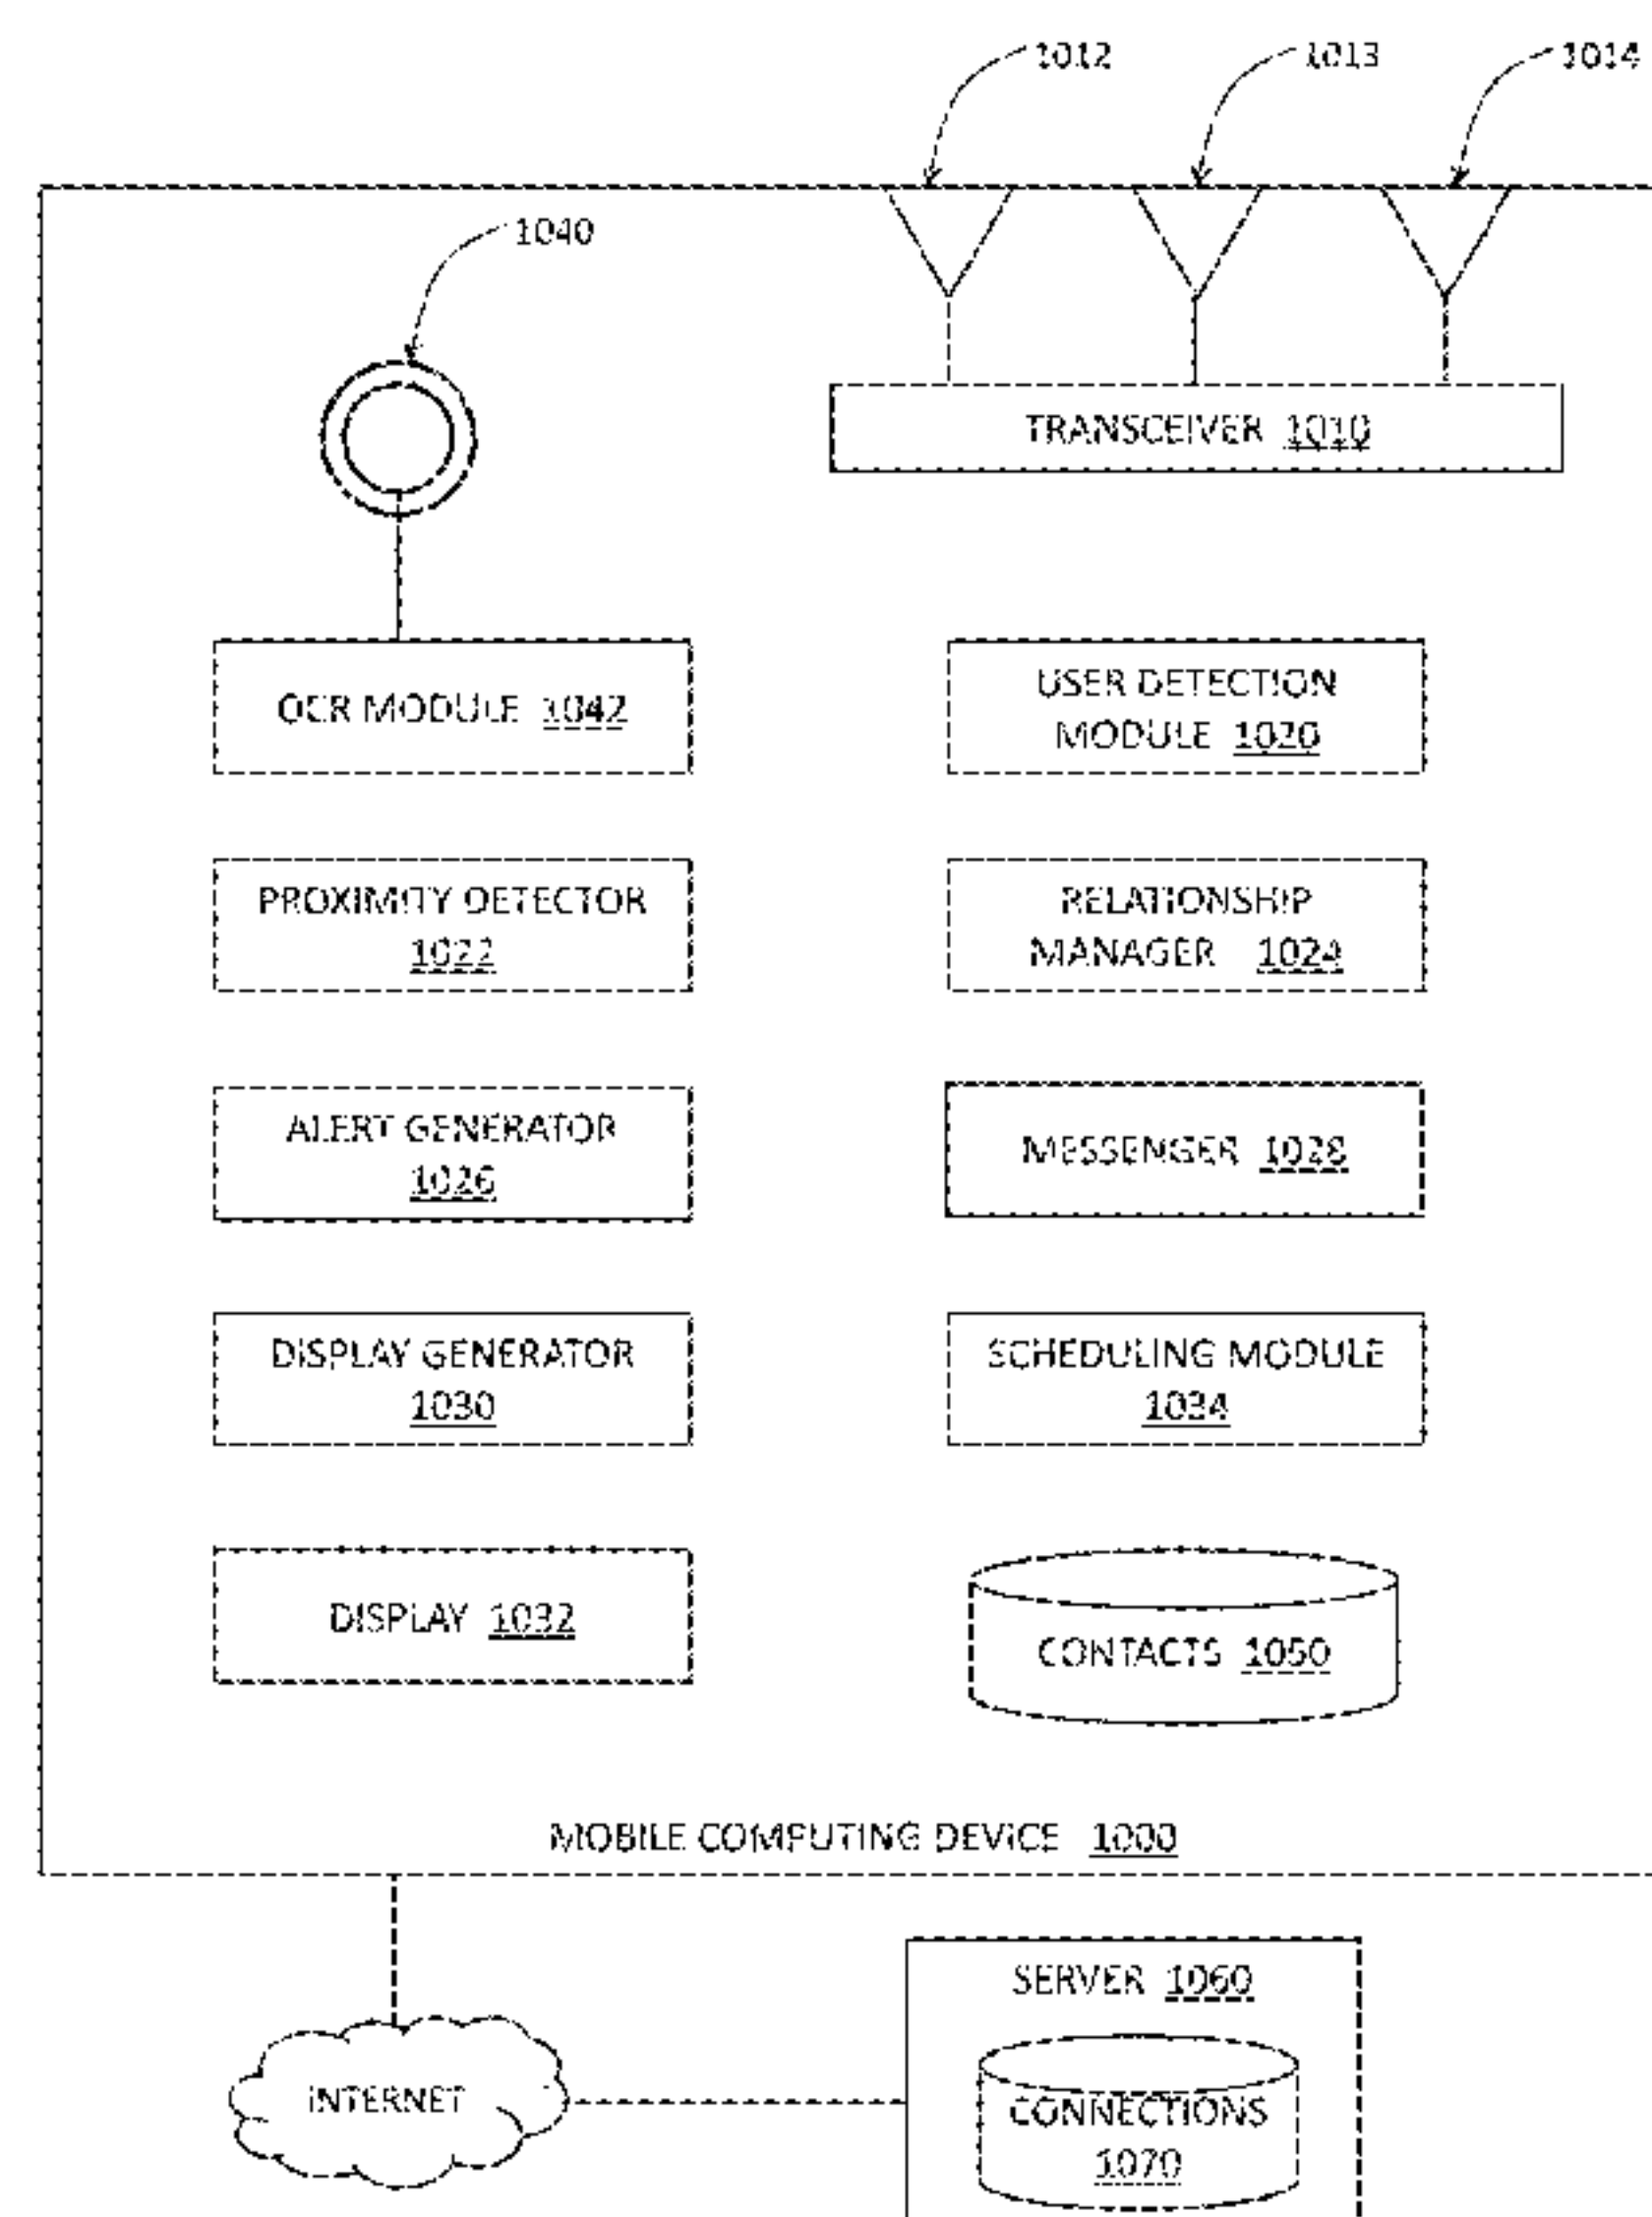 1012
1013
1014
1040
TRANSCEIVER 1010
OCR MODULE 1042
USER DETECTION
MODULE 1020
PROXIMITY DETECTOR
1022
RELATIONSHIP
MANAGER 1024
ALERT GENERATOR
1026
MESSENGER 1028
DISPLAY GENERATOR
1030
SCHEDULING MODULE
1034
DISPLAY 1032
CONTACTS 1050
MOBILE COMPUTING DEVICE 1000
SERVER 1060
INTERNET
CONNECTIONS
1070